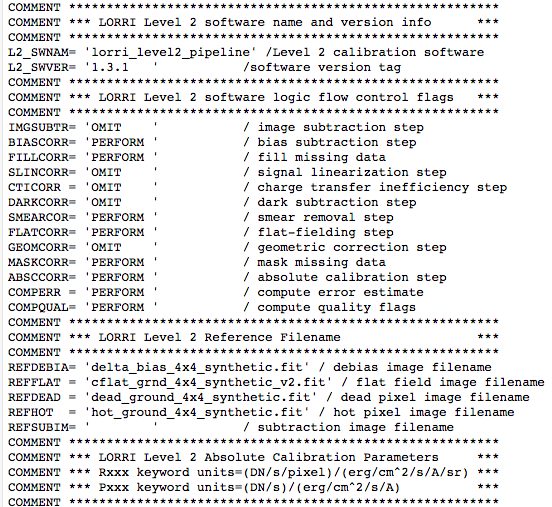 COMMENT ***************************************************
COMMENT *** LORRI Level 2 software name and version info     ***
COMMENT ***************************************************
L2_SWNAM= 'lorri_level2_pipeline' /Level 2 calibration software
L2_SWVER= '1.3.1   '          /software version tag
COMMENT ***************************************************
COMMENT *** LORRI Level 2 software logic flow control flags  ***
COMMENT ***************************************************
IMGSUBTR= 'OMIT    '          / image subtraction step
BIASCORR= 'PERFORM '          / bias subtraction step
FILLCORR= 'PERFORM '          / fill missing data
SLINCORR= 'OMIT    '          / signal linearization step
CTICORR = 'OMIT    '          / charge transfer inefficiency step
DARKCORR= 'OMIT    '          / dark subtraction step
SMEARCOR= 'PERFORM '          / smear removal step
FLATCORR= 'PERFORM '          / flat-fielding step
GEOMCORR= 'OMIT    '          / geometric correction step
MASKCORR= 'PERFORM '          / mask missing data
ABSCCORR= 'PERFORM '          / absolute calibration step
COMPERR = 'PERFORM '          / compute error estimate
COMPQUAL= 'PERFORM '          / compute quality flags
COMMENT ***************************************************
COMMENT *** LORRI Level 2 Reference Filename                 ***
COMMENT ***************************************************
REFDEBIA= 'delta_bias_4x4_synthetic.fit' / debias image filename
REFFLAT = 'cflat_grnd_4x4_synthetic_v2.fit' / flat field image filename
REFDEAD = 'dead_ground_4x4_synthetic.fit' / dead pixel image filename
REFHOT  = 'hot_ground_4x4_synthetic.fit' / hot pixel image filename
REFSUBIM= '        '          / subtraction image filename
COMMENT ***************************************************
COMMENT *** LORRI Level 2 Absolute Calibration Parameters    ***
COMMENT *** Rxxx keyword units=(DN/s/pixel)/(erg/cm^2/s/A/sr) ***
COMMENT *** Pxxx keyword units=(DN/s)/(erg/cm^2/s/A)         ***
COMMENT ***************************************************